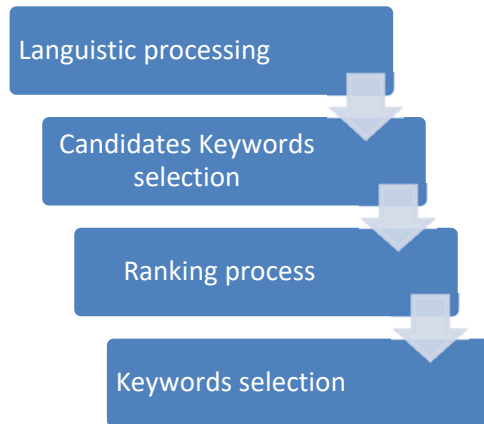 Languistic processing
Candidates Keywords
selection
Ranking process
Keywords selection